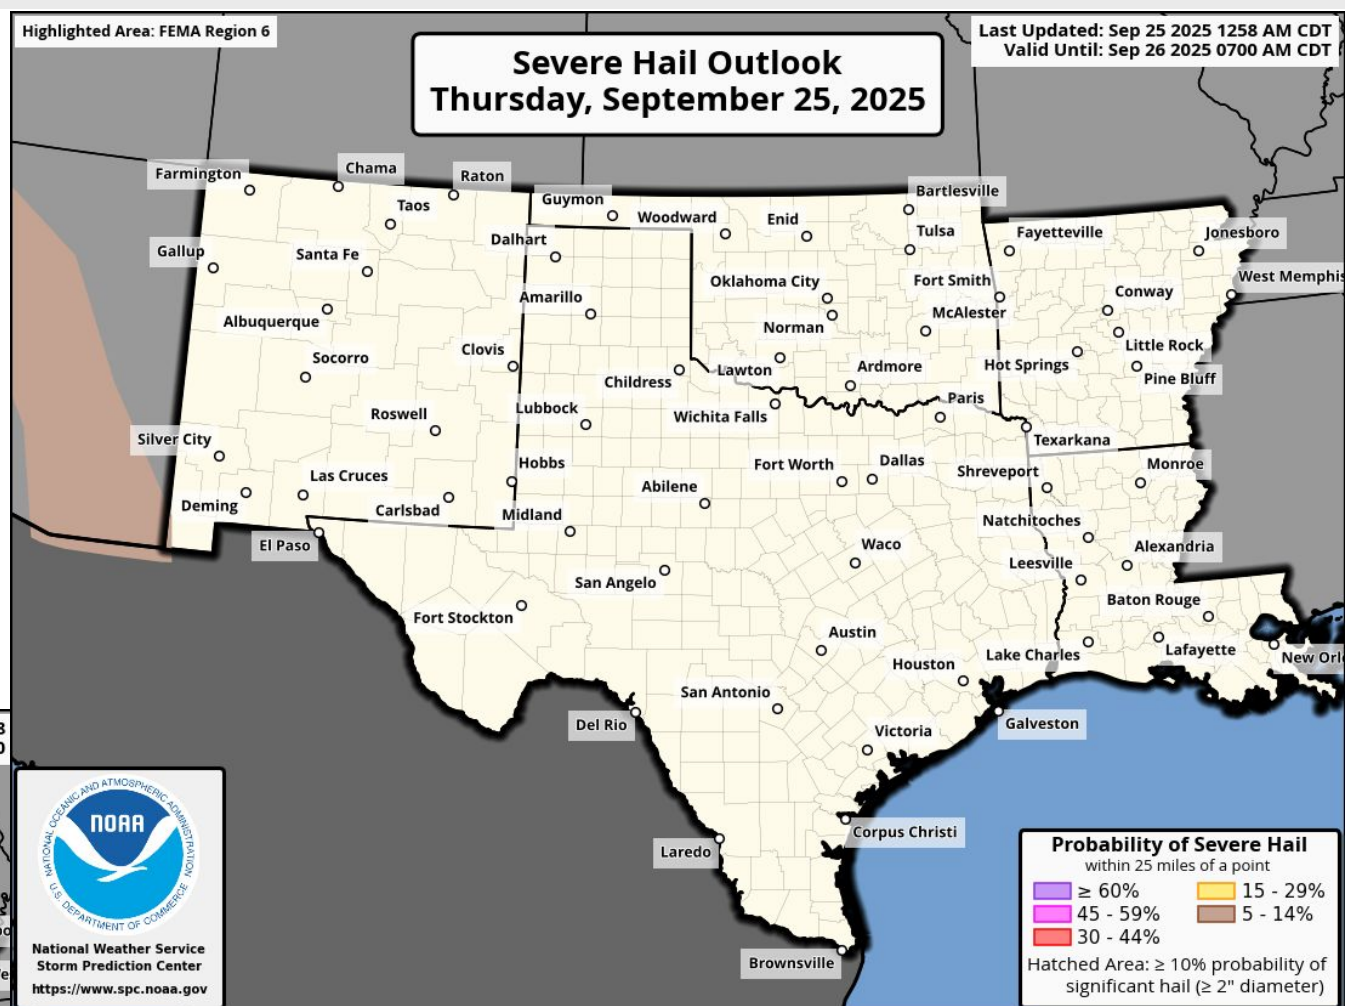 Highlighted Area: FEMA Region 6
Last Updated: Sep 25 2025 1258 AM CDT
Valid Until: Sep 26 2025 0700 AM CDT
Severe Hail Outlook
Thursday, September 25, 2025
Farmington
Chama
Raton
Taos
Guymon
Woodward
Enid
Bartlesville
Tulsa
Fayetteville
Jonesboro
Gallup
Santa Fe
Dalhart
Oklahoma City
Fort Smith
West Memphis
Albuquerque
Amarillo
Norman
McAlester
Conway
Little Rock
Socorro
Clovis
Childress
Lawton
Ardmore
Hot Springs
Pine Bluff
Roswell
Lubbock
Wichita Falls
Paris
Texarkana
Silver City
Las Cruces
Hobbs
Abilene
Fort Worth
Dallas
Shreveport
Monroe
Deming
Carlsbad
Midland
Natchitoches
El Paso
San Angelo
Waco
Leesville
Alexandria
Fort Stockton
Baton Rouge
Austin
Houston
Lake Charles
Lafayette
New Orl
San Antonio
Del Rio
Victoria
Galveston
Corpus Christi
Laredo
Brownsville
3
0
NATIONAL OCEANIC AND ATMOSPHERIC ADMINISTRATION
NOAA
U.S. DEPARTMENT OF COMMERCE
National Weather Service
Storm Prediction Center
https://www.spc.noaa.gov
Probability of Severe Hail
within 25 miles of a point
≥ 60%
15 - 29%
45 - 59%
5 - 14%
30 - 44%
Hatched Area: ≥ 10% probability of
significant hail (≥ 2" diameter)